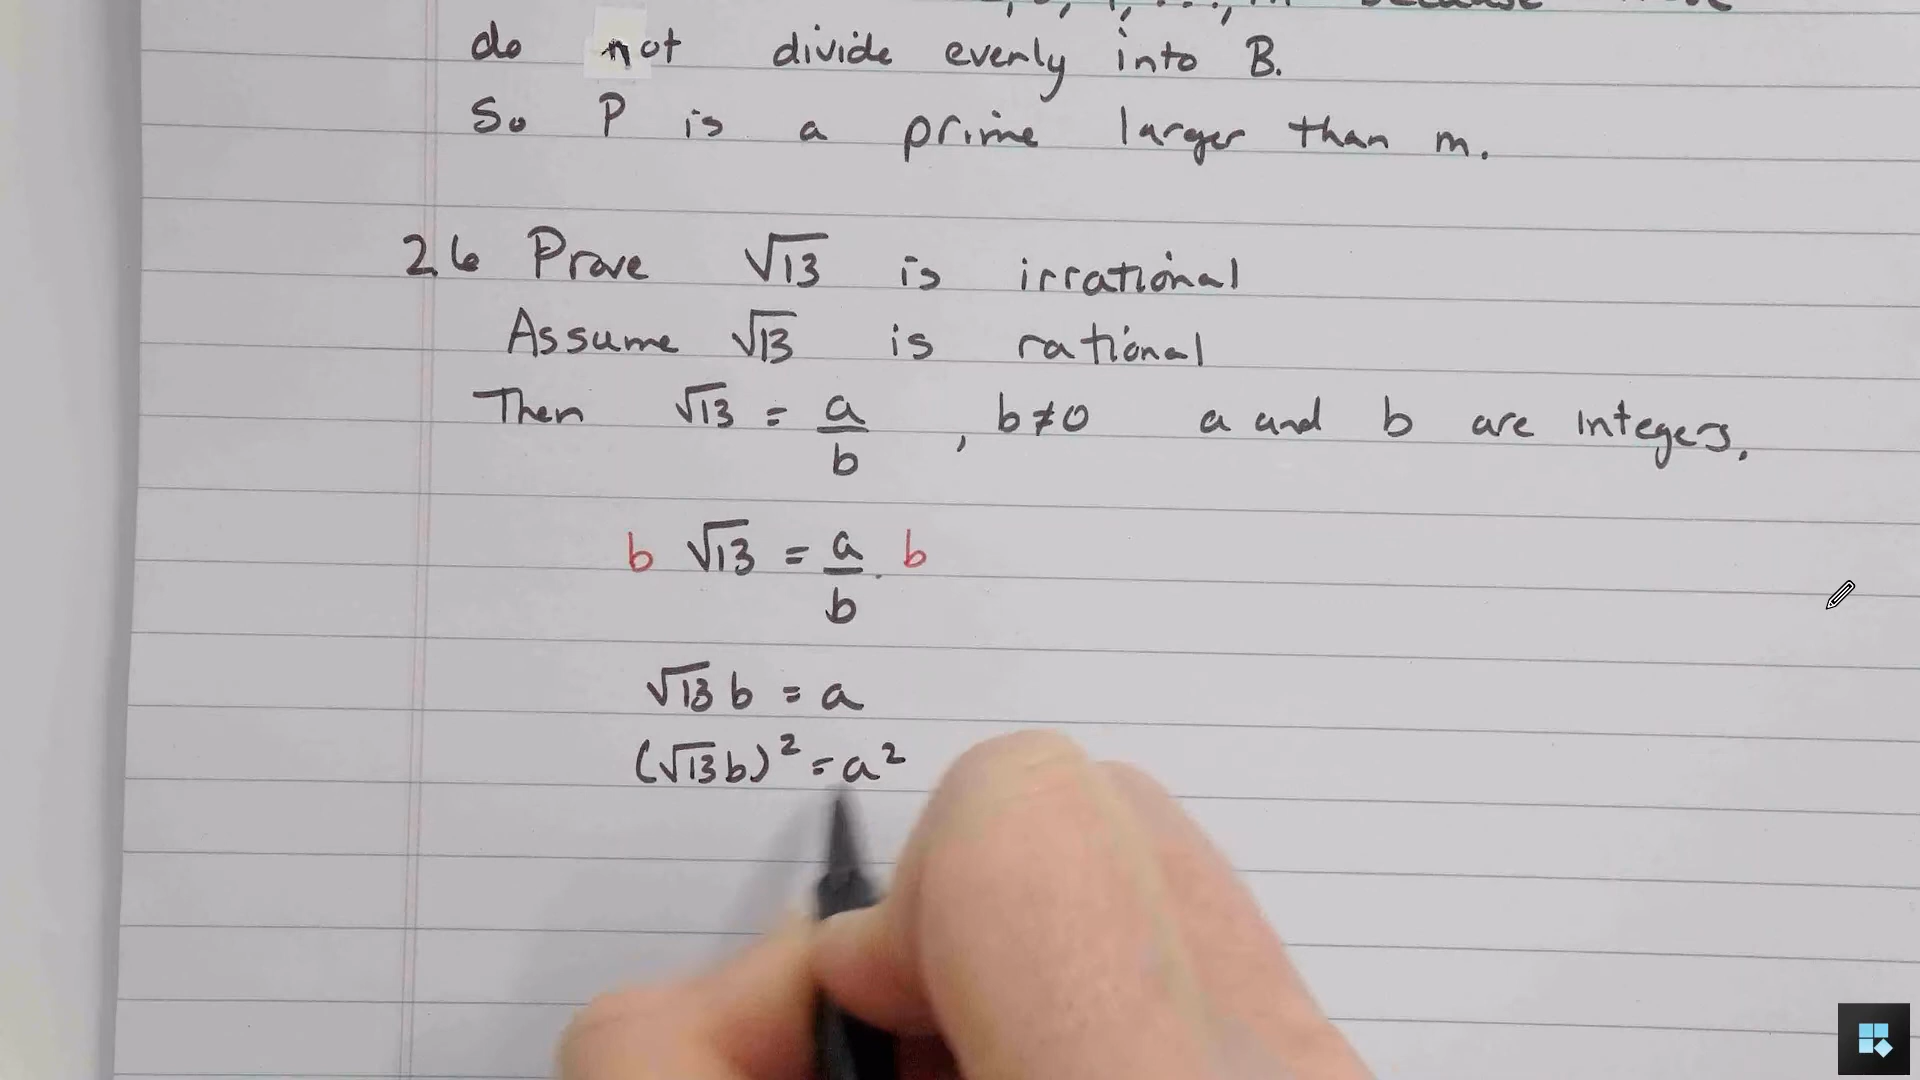 do not divide evenly into B.
So P is a prime larger than m.
2.6 Prove √13 is irrational
Assume √13 is rational
Then √13 = a/b , b≠0 a and b are integers.
b √13 = a/b · b
√13 b = a
(√13 b)² = a²